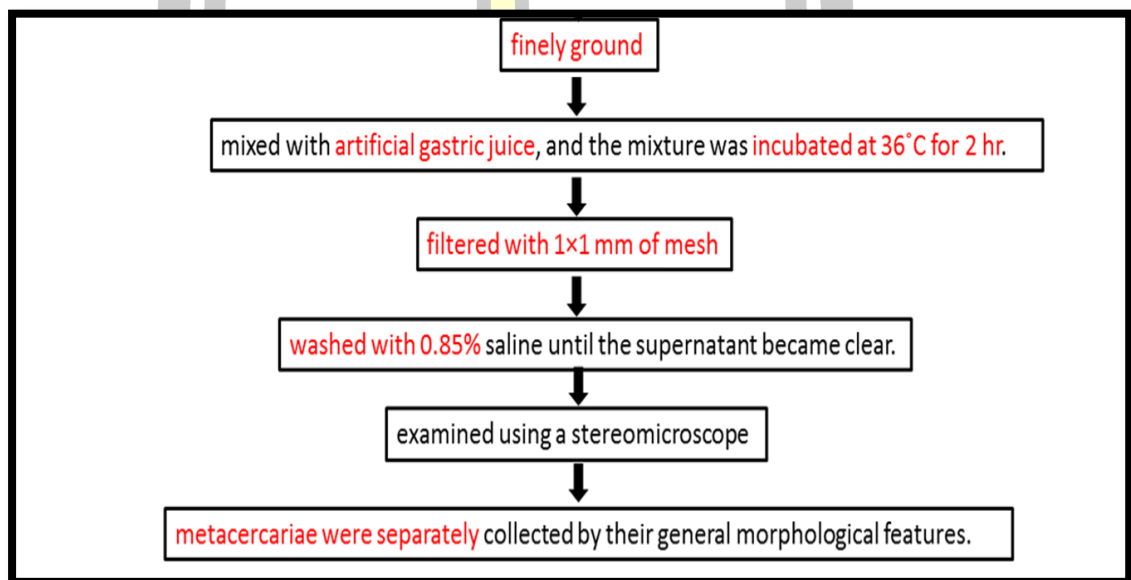 finely ground
mixed with artificial gastric juice, and the mixture was incubated at 36˚C for 2 hr.
filtered with 1×1 mm of mesh
washed with 0.85% saline until the supernatant became clear.
examined using a stereomicroscope
metacercariae were separately collected by their general morphological features.